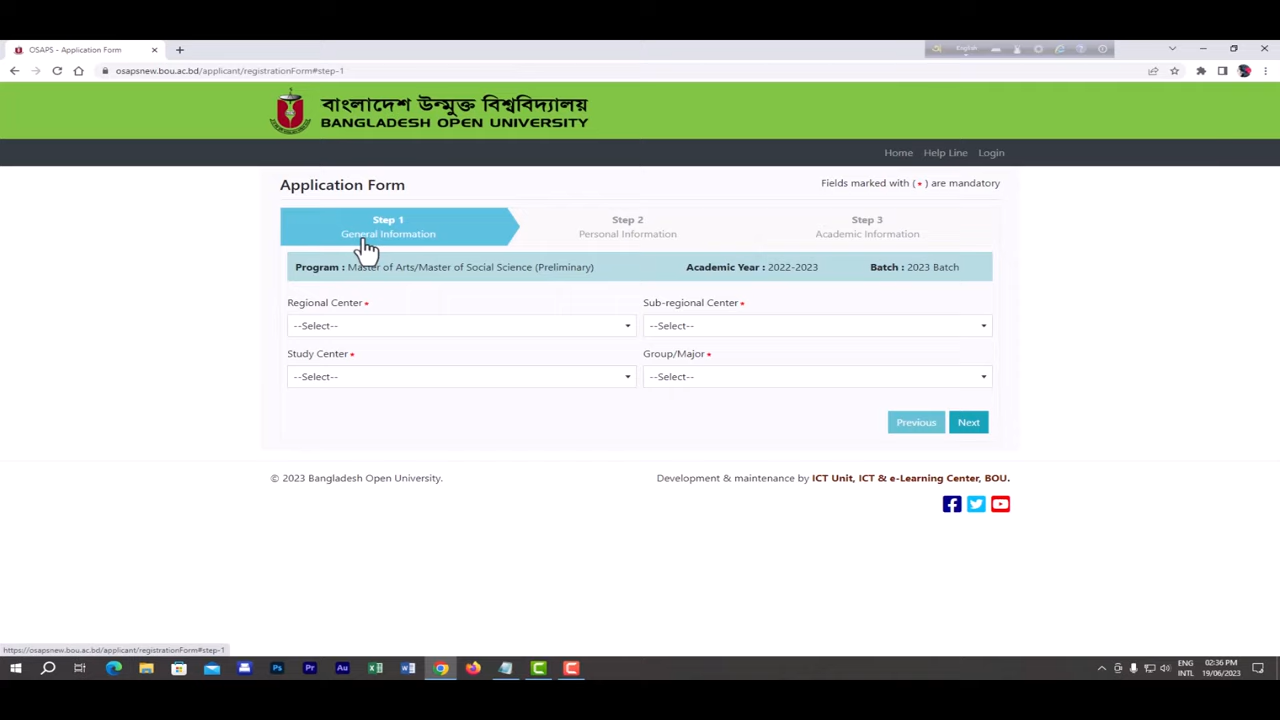 OSAPS - Application Form
English
osapsnew.bou.ac.bd/applicant/registrationForm#step-1
বাংলাদেশ উন্মুক্ত বিশ্ববিদ্যালয়
BANGLADESH OPEN UNIVERSITY
Home Help Line Login
Application Form
Fields marked with (*) are mandatory
Step 1
General Information
Step 2
Personal Information
Step 3
Academic Information
Program : Master of Arts/Master of Social Science (Preliminary) Academic Year : 2022-2023 Batch : 2023 Batch
Regional Center *
Sub-regional Center *
--Select--
--Select--
Study Center *
Group/Major *
--Select--
--Select--
Previous Next
© 2023 Bangladesh Open University.
Development & maintenance by ICT Unit, ICT & e-Learning Center, BOU.
https://osapsnew.bou.ac.bd/applicant/registrationForm#step-1
Ps Pr Au
ENG
INTL
02:36 PM
19/06/2023